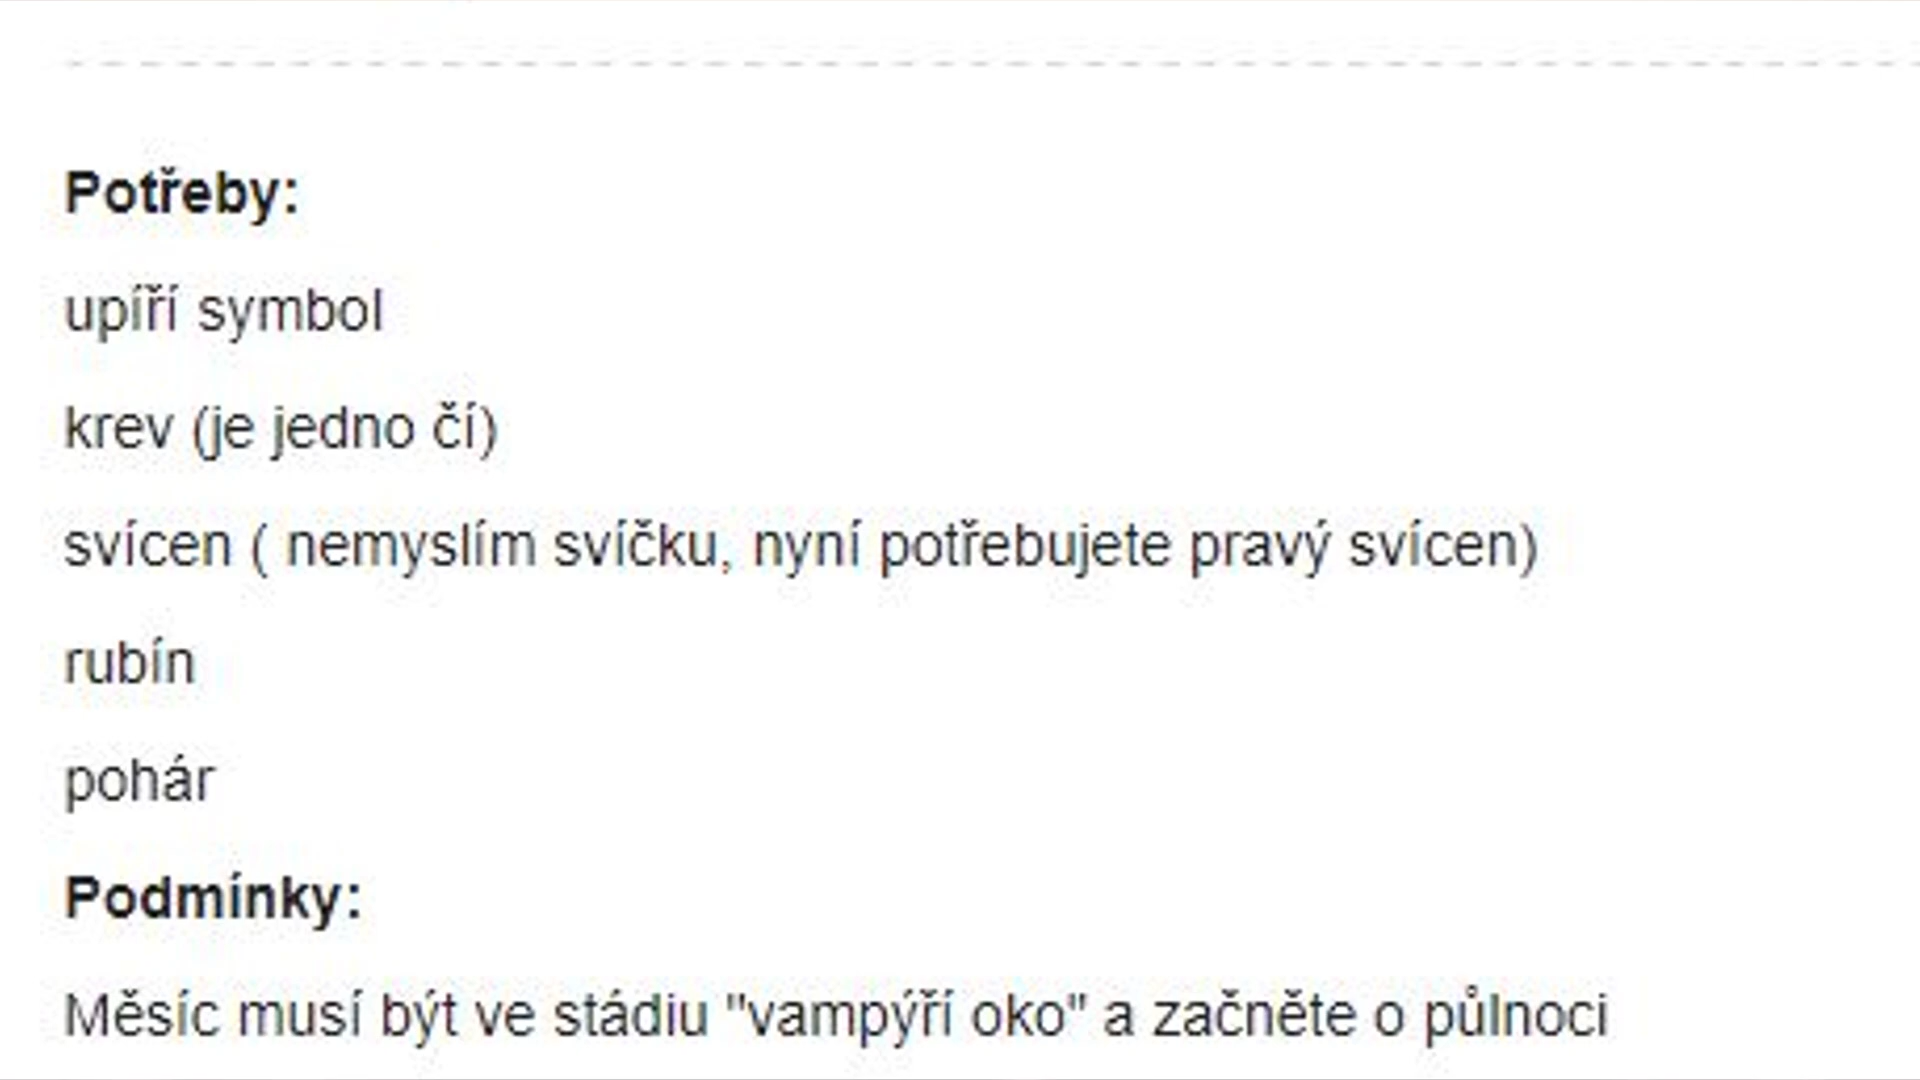 Potřeby:
upíří symbol
krev (je jedno čí)
svícen ( nemyslím svíčku, nyní potřebujete pravý svícen)
rubín
pohár
Podmínky:
Měsíc musí být ve stádiu "vampýří oko" a začněte o půlnoci